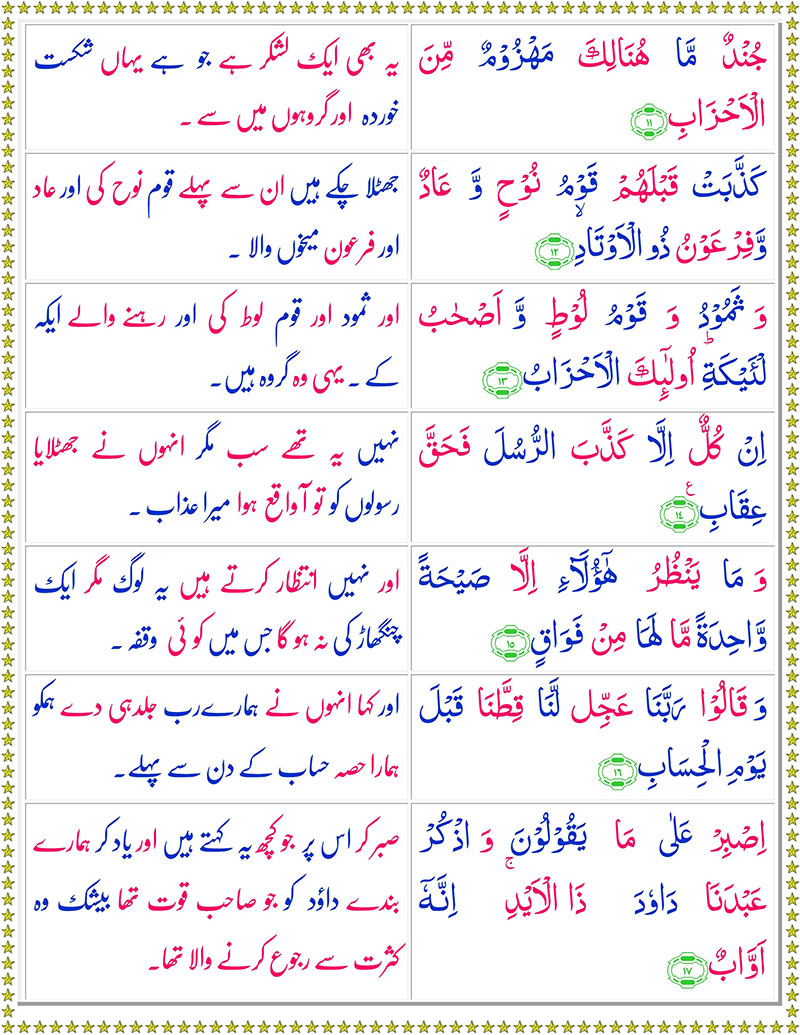 جُنْدٌ مَّا هُنَالِكَ مَهْزُوْمٌ مِّنَ
الْاَحْزَابِ ۱۱
یہ بھی ایک لشکر ہے جو ہے یہاں شکست
خوردہ اور گروہوں میں سے ۔
كَذَّبَتْ قَبْلَهُمْ قَوْمُ نُوْحٍ وَّ عَادٌ
وَّفِرْعَوْنُ ذُو الْاَوْتَادِۙ ۱۲
جھٹلا چکے ہیں ان سے پہلے قوم نوح کی اور عاد
اور فرعون میخوں والا ۔
وَ ثَمُوْدُ وَ قَوْمُ لُوْطٍ وَّ اَصْحٰبُ
لْـَٔيْكَةِؕ اُولٰٓئِكَ الْاَحْزَابُ ۱۳
اور ثمود اور قوم لوط کی اور رہنے والے ایکہ
کے ۔ یہی وہ گروہ ہیں۔
اِنْ كُلٌّ اِلَّا كَذَّبَ الرُّسُلَ فَحَقَّ
عِقَابِ ع ۱۴
نہیں یہ تھے سب مگر انہوں نے جھٹلایا
رسولوں کو تو آ واقع ہوا میرا عذاب ۔
وَ مَا يَنْظُرُ هٰٓؤُلَآءِ اِلَّا صَيْحَةً
وَّاحِدَةً مَّا لَهَا مِنْ فَوَاقٍ ۱۵
اور نہیں انتظار کرتے ہیں یہ لوگ مگر ایک
چنگھاڑ کی نہ ہو گا جس میں کوئی وقفہ ۔
وَ قَالُوْا رَبَّنَا عَجِّل لَّنَا قِطَّنَا قَبْلَ
يَوْمِ الْحِسَابِ ۱۶
اور کہا انہوں نے ہمارےرب جلدہی دے ہمکو
ہمارا حصہ حساب کے دن سے پہلے۔
اِصْبِرْ عَلٰى مَا يَقُوْلُوْنَ وَ اذْكُرْ
عَبْدَنَا دَاوٗدَ ذَا الْاَيْدِۚ اِنَّهٗۤ
اَوَّابٌ ۱۷
صبر کر اس پر جو کچھ یہ کہتے ہیں اور یاد کر ہمارے
بندے داؤد کو جو صاحب قوت تھا بیشک وہ
کثرت سے رجوع کرنے والا تھا۔